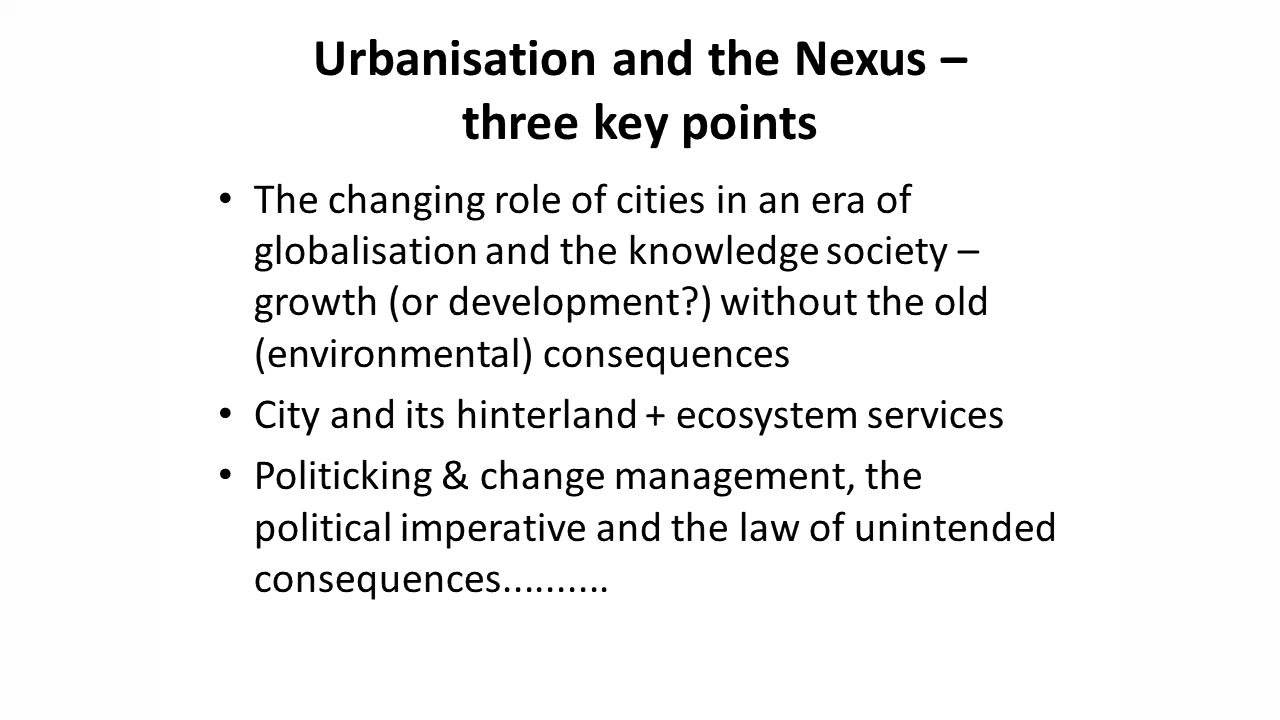 Urbanisation and the Nexus –
three key points
• The changing role of cities in an era of
globalisation and the knowledge society –
growth (or development?) without the old
(environmental) consequences
• City and its hinterland + ecosystem services
• Politicking & change management, the
political imperative and the law of unintended
consequences..........